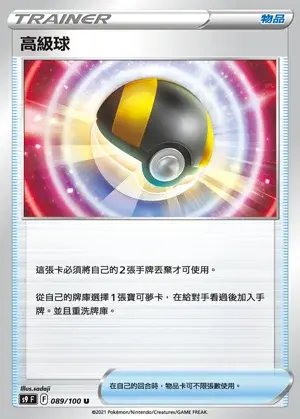 TRAINER
物品
高級球
這張卡必須將自己的2張手牌丟棄才可使用。
從自己的牌庫選擇1張寶可夢卡，在給對手看過後加入手
牌。並且重洗牌庫。
Illus.sadaji
s9 F F 089/100 U
在自己的回合時，物品卡可不限張數使用。
©2021 Pokémon/Nintendo/Creatures/GAME FREAK.